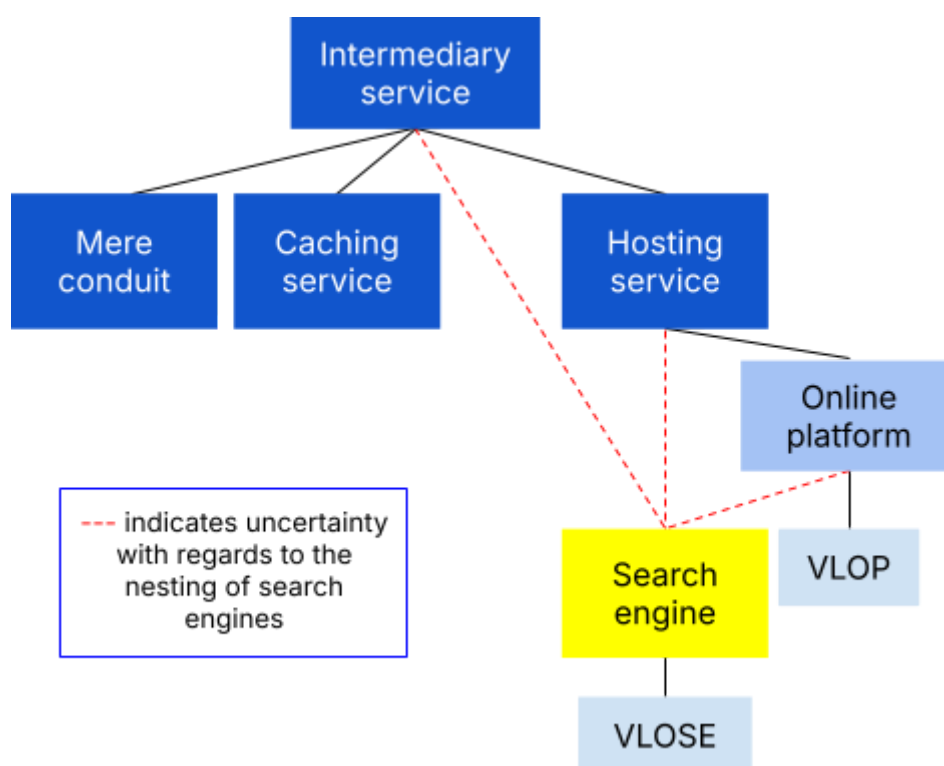 Intermediary
service
Mere
conduit
Caching
service
Hosting
service
Online
platform
--- indicates uncertainty
with regards to the
nesting of search
engines
Search
engine
VLOP
VLOSE